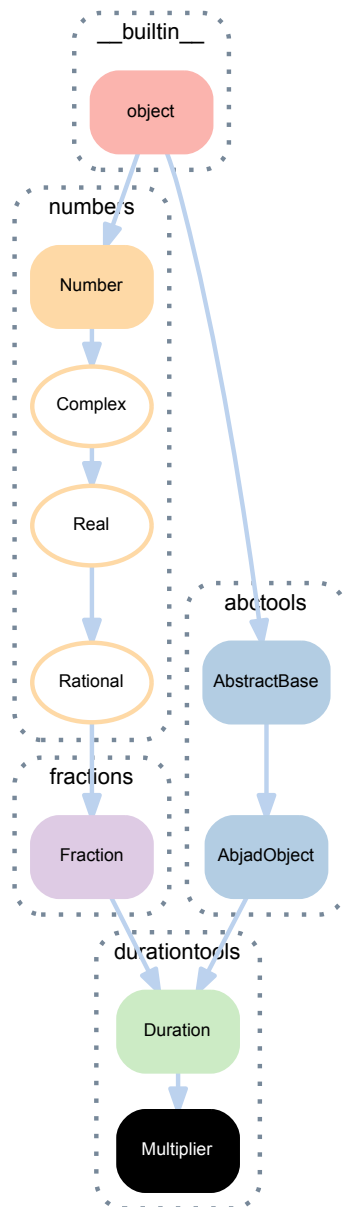 __builtin__
object
numbers
Number
Complex
Real
abctools
Rational
AbstractBase
fractions
Fraction
AbjadObject
durationtools
Duration
Multiplier